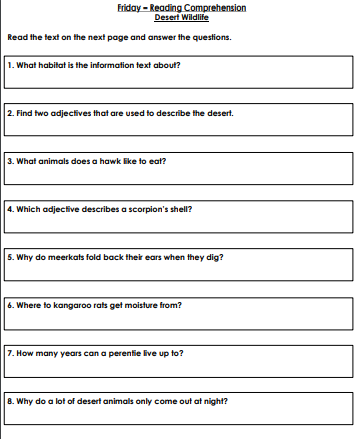 Friday – Reading Comprehension
Desert Wildlife
Read the text on the next page and answer the questions.
1. What habitat is the information text about?
2. Find two adjectives that are used to describe the desert.
3. What animals does a hawk like to eat?
4. Which adjective describes a scorpion's shell?
5. Why do meerkats fold back their ears when they dig?
6. Where to kangaroo rats get moisture from?
7. How many years can a perentie live up to?
8. Why do a lot of desert animals only come out at night?